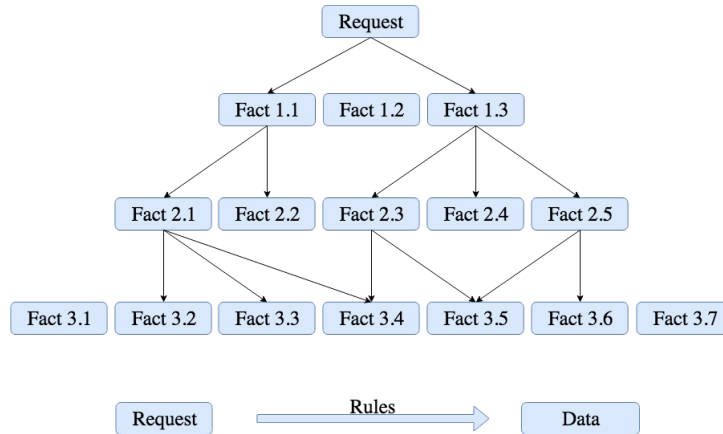 Request
Fact 1.1 Fact 1.2 Fact 1.3
Fact 2.1 Fact 2.2 Fact 2.3 Fact 2.4 Fact 2.5
Fact 3.1 Fact 3.2 Fact 3.3 Fact 3.4 Fact 3.5 Fact 3.6 Fact 3.7
Request Rules Data